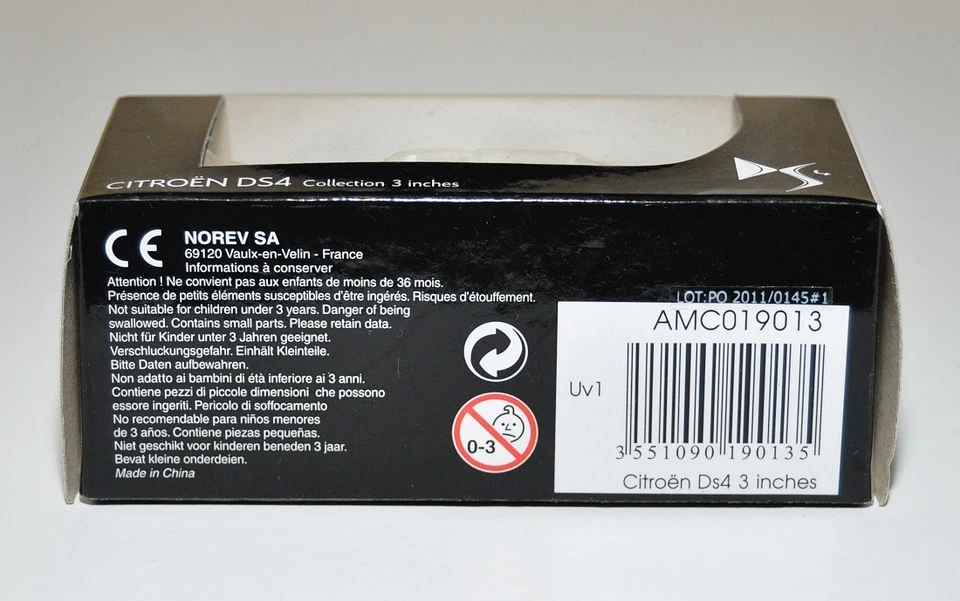 CITROËN DS4 Collection 3 inches
DS4
CE
NOREV SA
69120 Vaulx-en-Velin - France
Informations à conserver
Attention ! Ne convient pas aux enfants de moins de 36 mois.
Présence de petits éléments susceptibles d'être ingérés. Risques d'étouffement.
Not suitable for children under 3 years. Danger of being
swallowed. Contains small parts. Please retain data.
Nicht für Kinder unter 3 Jahren geeignet.
Verschluckungsgefahr. Einhält Kleinteile.
Bitte Daten aufbewahren.
Non adatto ai bambini di étà inferiore ai 3 anni.
Contiene pezzi di piccole dimensioni che possono
essore ingeriti. Pericolo di soffocamento
No recomendable para niños menores
de 3 años. Contiene piezas pequeñas.
Niet geschikt voor kinderen beneden 3 jaar.
Bevat kleine onderdeien.
Made in China
0-3
LOT:PO 2011/0145#1
AMC019013
Uv1
3 551090 190135
Citroën Ds4 3 inches